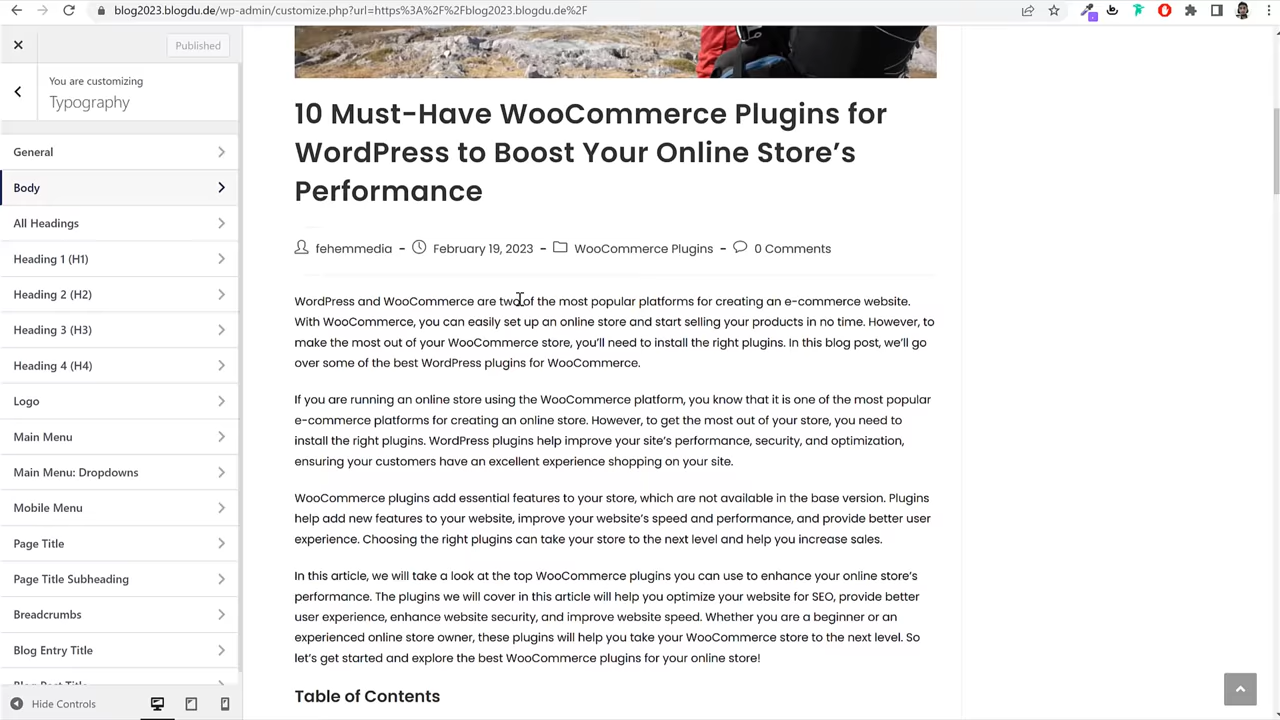 blog2023.blogdu.de/wp-admin/customize.php?url=https%3A%2F%2Fblog2023.blogdu.de%2F
Published
You are customizing
Typography
General
Body
All Headings
Heading 1 (H1)
Heading 2 (H2)
Heading 3 (H3)
Heading 4 (H4)
Logo
Main Menu
Main Menu: Dropdowns
Mobile Menu
Page Title
Page Title Subheading
Breadcrumbs
Blog Entry Title
Hide Controls
10 Must-Have WooCommerce Plugins for
WordPress to Boost Your Online Store's
Performance
fehemmedia - February 19, 2023 - WooCommerce Plugins - 0 Comments
WordPress and WooCommerce are two of the most popular platforms for creating an e-commerce website.
With WooCommerce, you can easily set up an online store and start selling your products in no time. However, to
make the most out of your WooCommerce store, you'll need to install the right plugins. In this blog post, we'll go
over some of the best WordPress plugins for WooCommerce.
If you are running an online store using the WooCommerce platform, you know that it is one of the most popular
e-commerce platforms for creating an online store. However, to get the most out of your store, you need to
install the right plugins. WordPress plugins help improve your site's performance, security, and optimization,
ensuring your customers have an excellent experience shopping on your site.
WooCommerce plugins add essential features to your store, which are not available in the base version. Plugins
help add new features to your website, improve your website's speed and performance, and provide better user
experience. Choosing the right plugins can take your store to the next level and help you increase sales.
In this article, we will take a look at the top WooCommerce plugins you can use to enhance your online store's
performance. The plugins we will cover in this article will help you optimize your website for SEO, provide better
user experience, enhance website security, and improve website speed. Whether you are a beginner or an
experienced online store owner, these plugins will help you take your WooCommerce store to the next level. So
let's get started and explore the best WooCommerce plugins for your online store!
Table of Contents